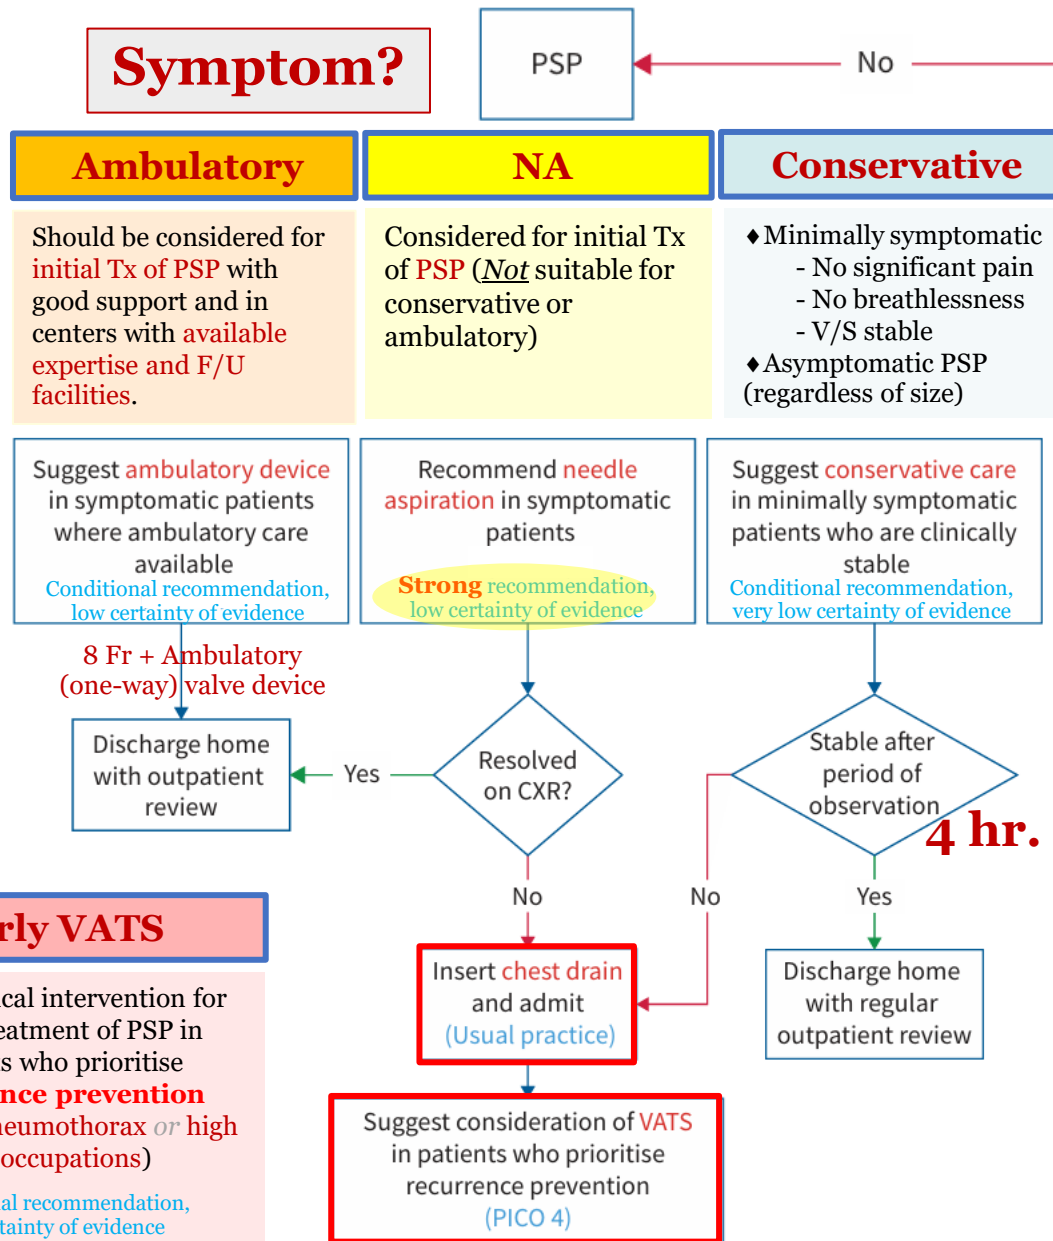 Symptom?
PSP
No
Ambulatory
NA
Conservative
Should be considered for
initial Tx of PSP with
good support and in
centers with available
expertise and F/U
facilities.
Considered for initial Tx
of PSP (Not suitable for
conservative or
ambulatory)
♦Minimally symptomatic
- No significant pain
- No breathlessness
- V/S stable
♦Asymptomatic PSP
(regardless of size)
Suggest ambulatory device
in symptomatic patients
where ambulatory care
available
Conditional recommendation,
low certainty of evidence
Recommend needle
aspiration in symptomatic
patients
Strong recommendation,
low certainty of evidence
Suggest conservative care
in minimally symptomatic
patients who are clinically
stable
Conditional recommendation,
very low certainty of evidence
8 Fr + Ambulatory
(one-way) valve device
Discharge home
with outpatient
review
Yes
Resolved
on CXR?
Stable after
period of
observation
4 hr.
No
No
Yes
Insert chest drain
and admit
(Usual practice)
Discharge home
with regular
outpatient review
Suggest consideration of VATS
in patients who prioritise
recurrence prevention
(PICO 4)
rly VATS
ical intervention for
eatment of PSP in
s who prioritise
nce prevention
neumothorax or high
occupations)
al recommendation,
tainty of evidence